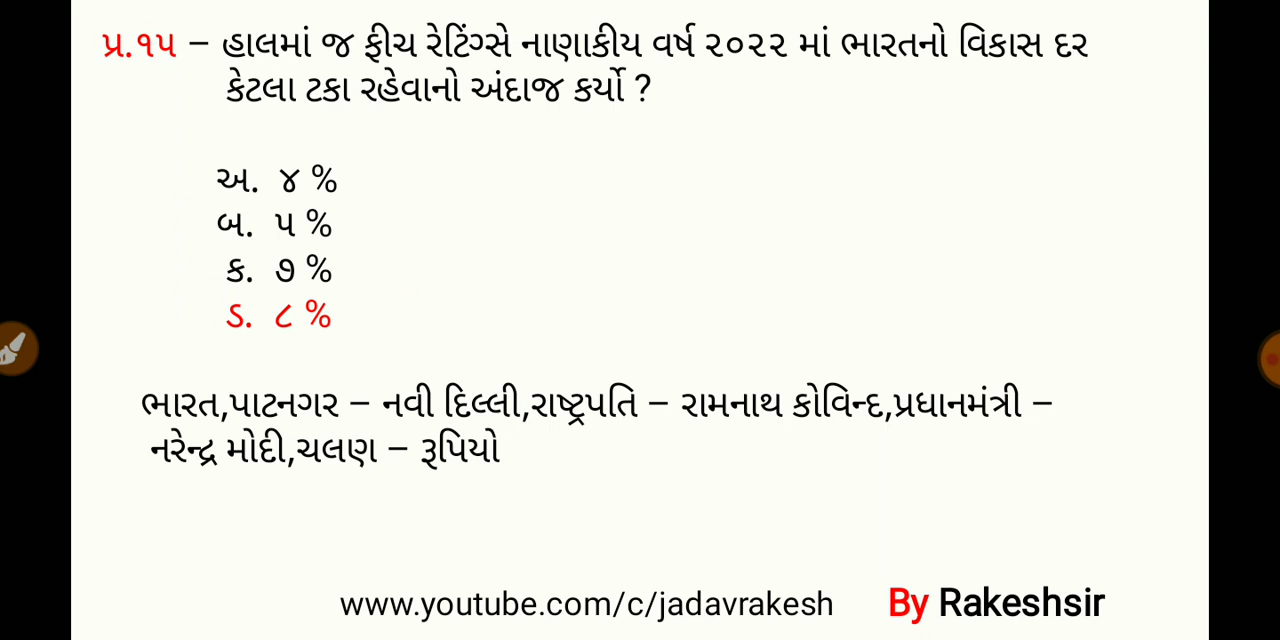 પ્ર.૧૫ – હાલમાં જ ફીચ રેટિંગ્સે નાણાકીય વર્ષ ૨૦૨૨ માં ભારતનો વિકાસ દર
કેટલા ટકા રહેવાનો અંદાજ કર્યો ?
અ. ૪ %
બ. ૫ %
ક. ૭ %
ડ. ૮ %
ભારત,પાટનગર – નવી દિલ્લી,રાષ્ટ્રપતિ – રામનાથ કોવિન્દ,પ્રધાનમંત્રી –
નરેન્દ્ર મોદી,ચલણ – રૂપિયો
www.youtube.com/c/jadavrakesh By Rakeshsir